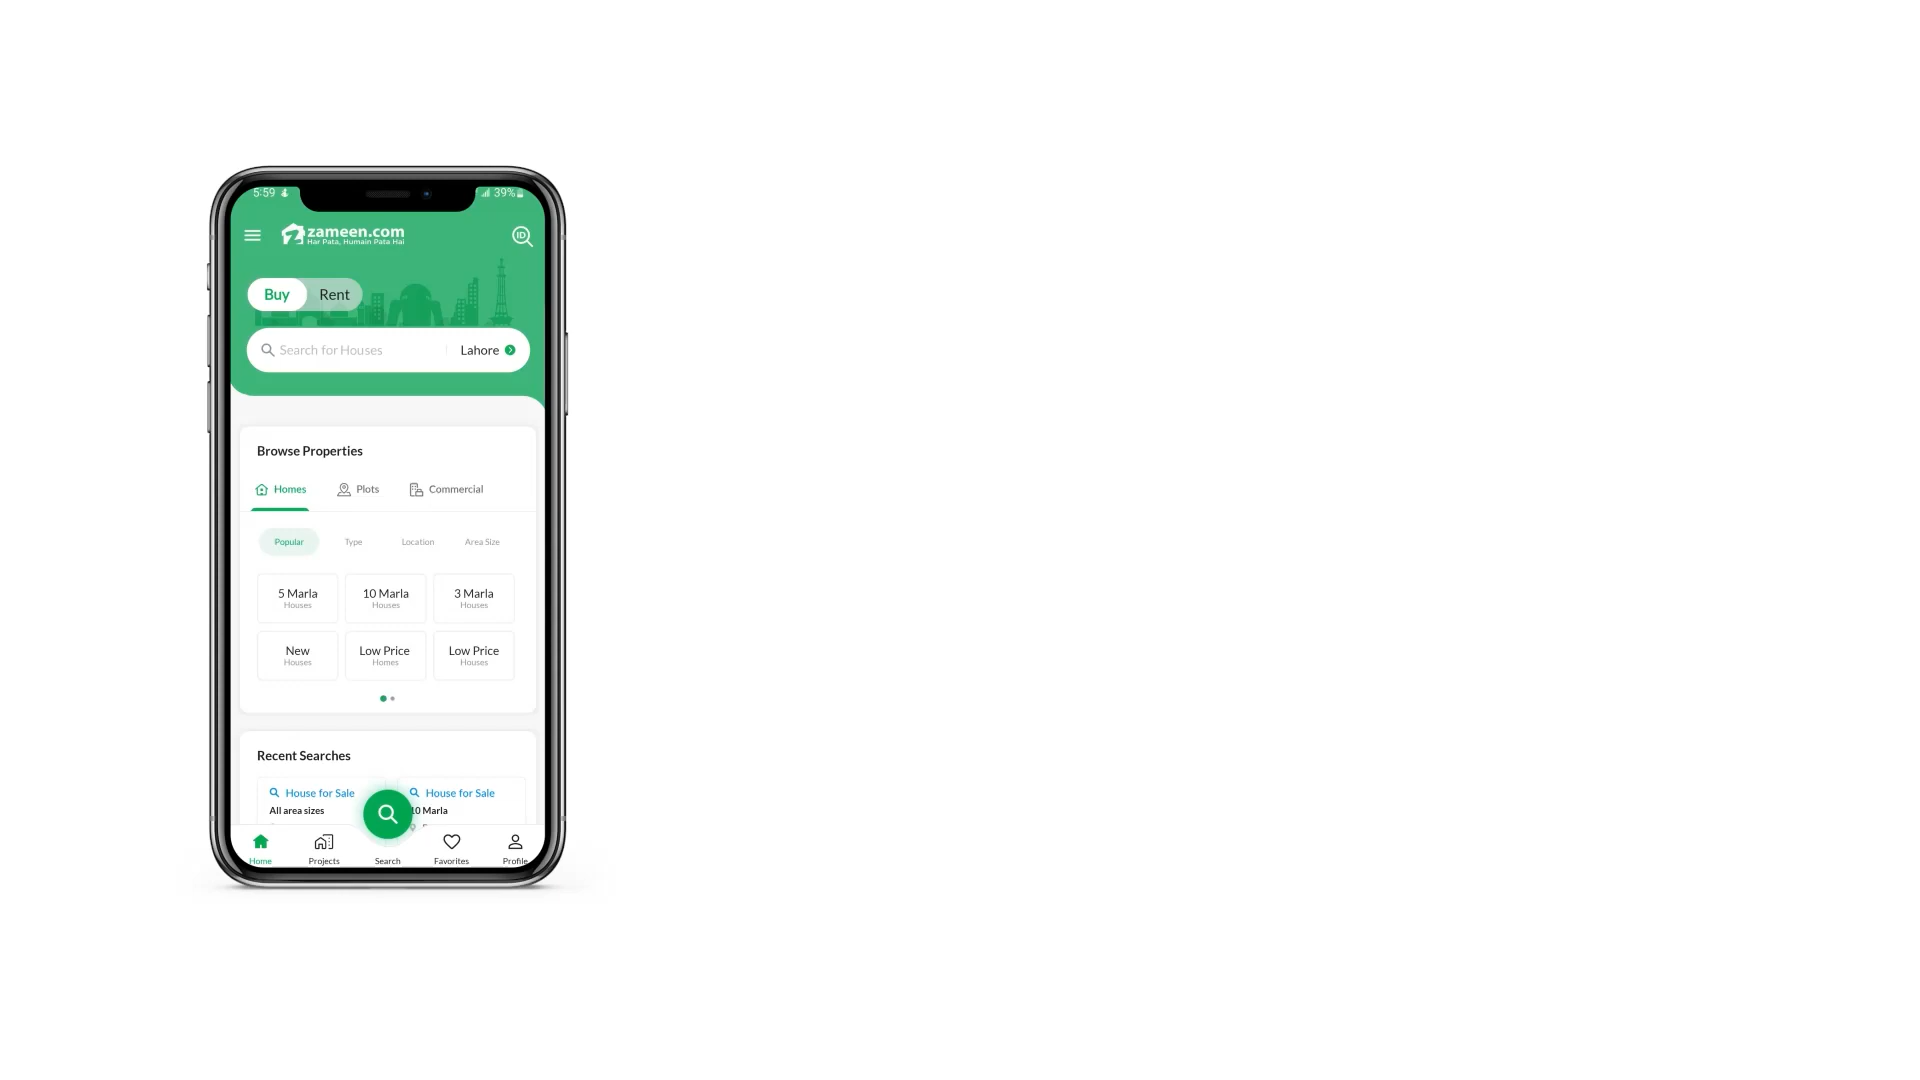 5:59
39%
zameen.com
Har Pata, Humain Pata Hai
ID
Buy Rent
Search for Houses Lahore
Browse Properties
Homes Plots Commercial
Popular Type Location Area Size
5 Marla 10 Marla 3 Marla
Houses Houses Houses
New Low Price Low Price
Houses Homes Houses
Recent Searches
House for Sale House for Sale
All area sizes 10 Marla
Home Projects Search Favorites Profile